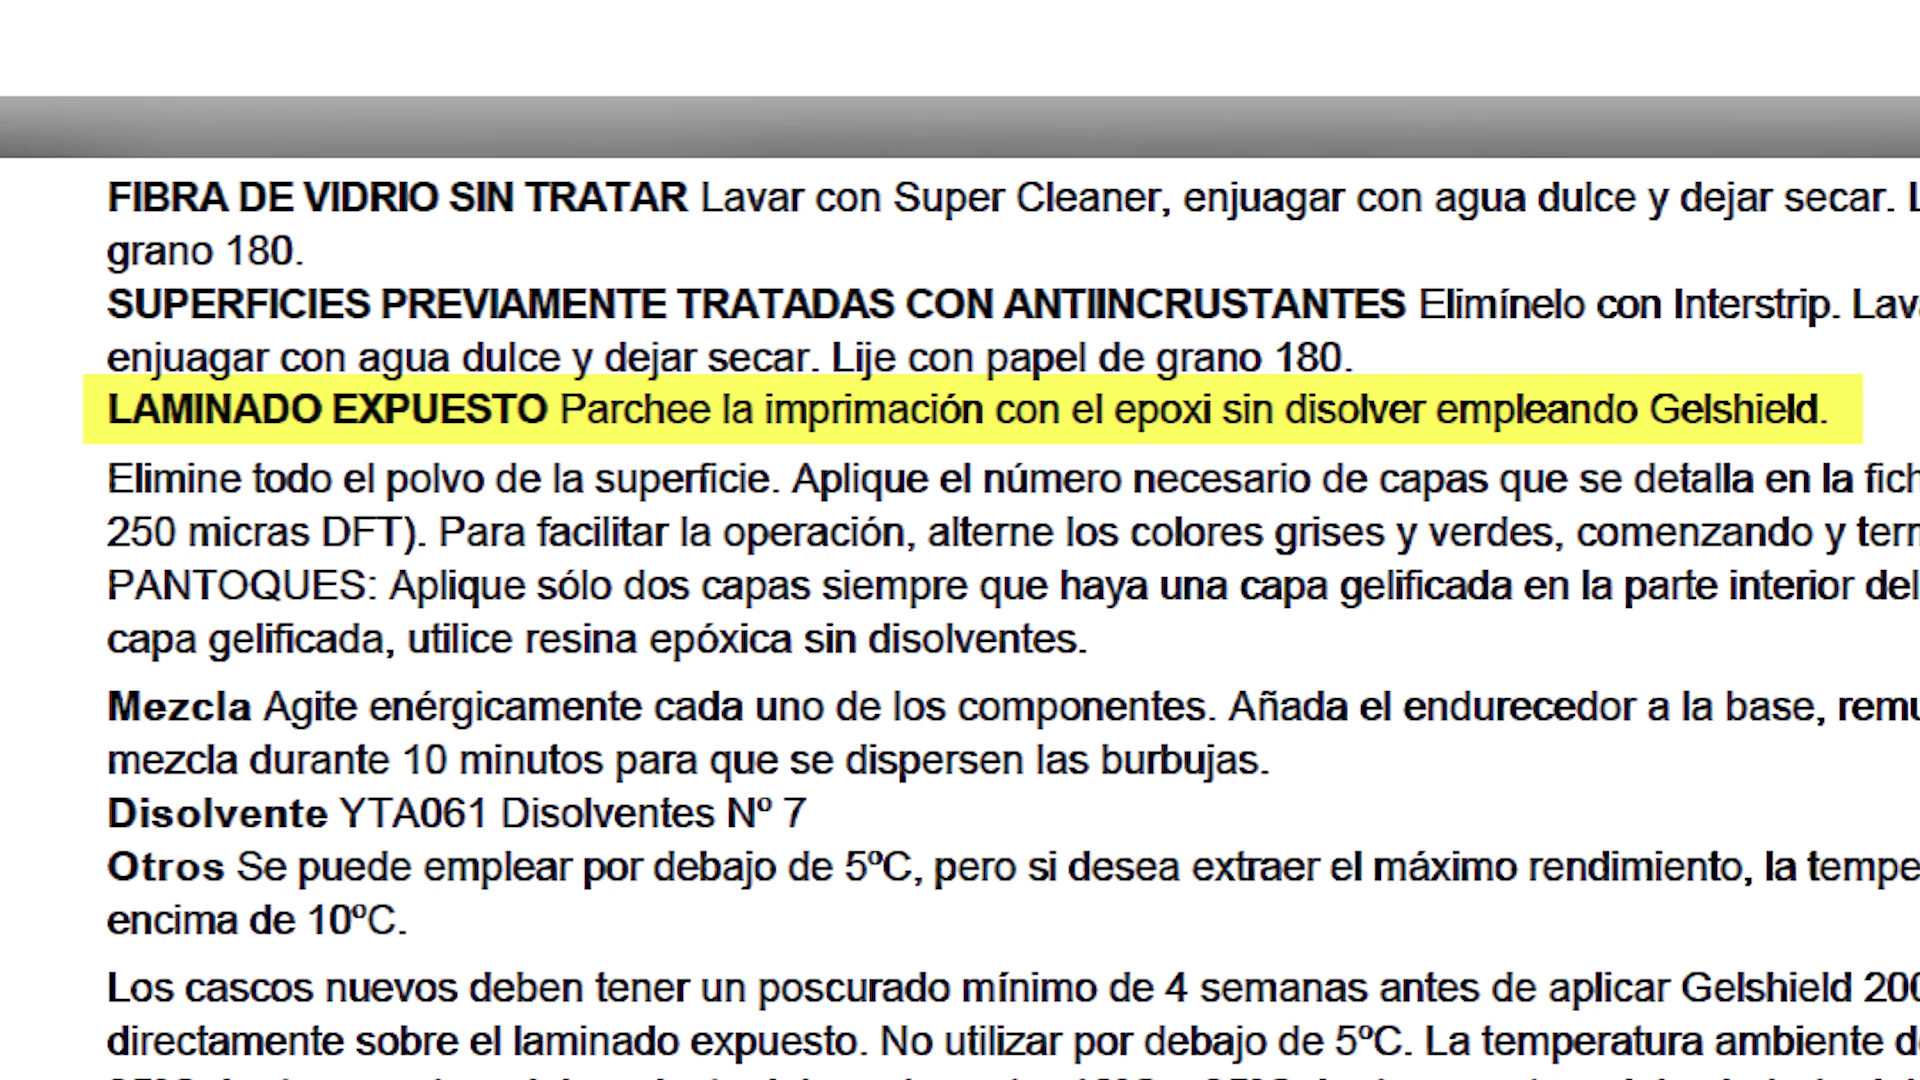 FIBRA DE VIDRIO SIN TRATAR Lavar con Super Cleaner, enjuagar con agua dulce y dejar secar.
grano 180.
SUPERFICIES PREVIAMENTE TRATADAS CON ANTIINCRUSTANTES Elimínelo con Interstrip.
enjuagar con agua dulce y dejar secar. Lije con papel de grano 180.
LAMINADO EXPUESTO Parchee la imprimación con el epoxi sin disolver empleando Gelshield.
Elimine todo el polvo de la superficie. Aplique el número necesario de capas que se detalla en la
250 micras DFT). Para facilitar la operación, alterne los colores grises y verdes, comenzando y
PANTOQUES: Aplique sólo dos capas siempre que haya una capa gelificada en la parte interior del
capa gelificada, utilice resina epóxica sin disolventes.
Mezcla Agite enérgicamente cada uno de los componentes. Añada el endurecedor a la base,
mezcla durante 10 minutos para que se dispersen las burbujas.
Disolvente YTA061 Disolventes Nº 7
Otros Se puede emplear por debajo de 5ºC, pero si desea extraer el máximo rendimiento, la
encima de 10ºC.
Los cascos nuevos deben tener un poscurado mínimo de 4 semanas antes de aplicar Gelshield
directamente sobre el laminado expuesto. No utilizar por debajo de 5ºC. La temperatura ambiente